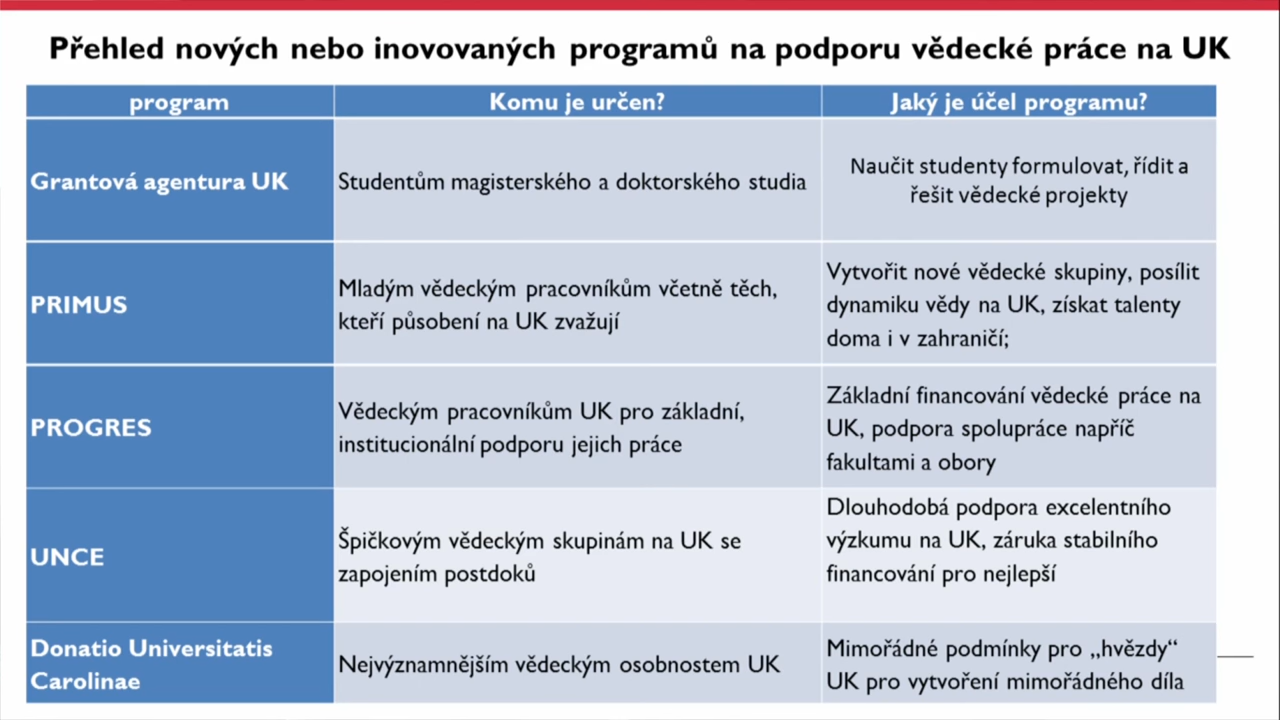 Přehled nových nebo inovovaných programů na podporu vědecké práce na UK
program
Komu je určen?
Jaký je účel programu?
Grantová agentura UK
Studentům magisterského a doktorského studia
Naučit studenty formulovat, řídit a
řešit vědecké projekty
PRIMUS
Mladým vědeckým pracovníkům včetně těch,
kteří působení na UK zvažují
Vytvořit nové vědecké skupiny, posílit
dynamiku vědy na UK, získat talenty
doma i v zahraničí;
PROGRES
Vědeckým pracovníkům UK pro základní,
institucionální podporu jejich práce
Základní financování vědecké práce na
UK, podpora spolupráce napříč
fakultami a obory
UNCE
Špičkovým vědeckým skupinám na UK se
zapojením postdoků
Dlouhodobá podpora excelentního
výzkumu na UK, záruka stabilního
financování pro nejlepší
Donatio Universitatis
Carolinae
Nejvýznamnějším vědeckým osobnostem UK
Mimořádné podmínky pro „hvězdy“
UK pro vytvoření mimořádného díla